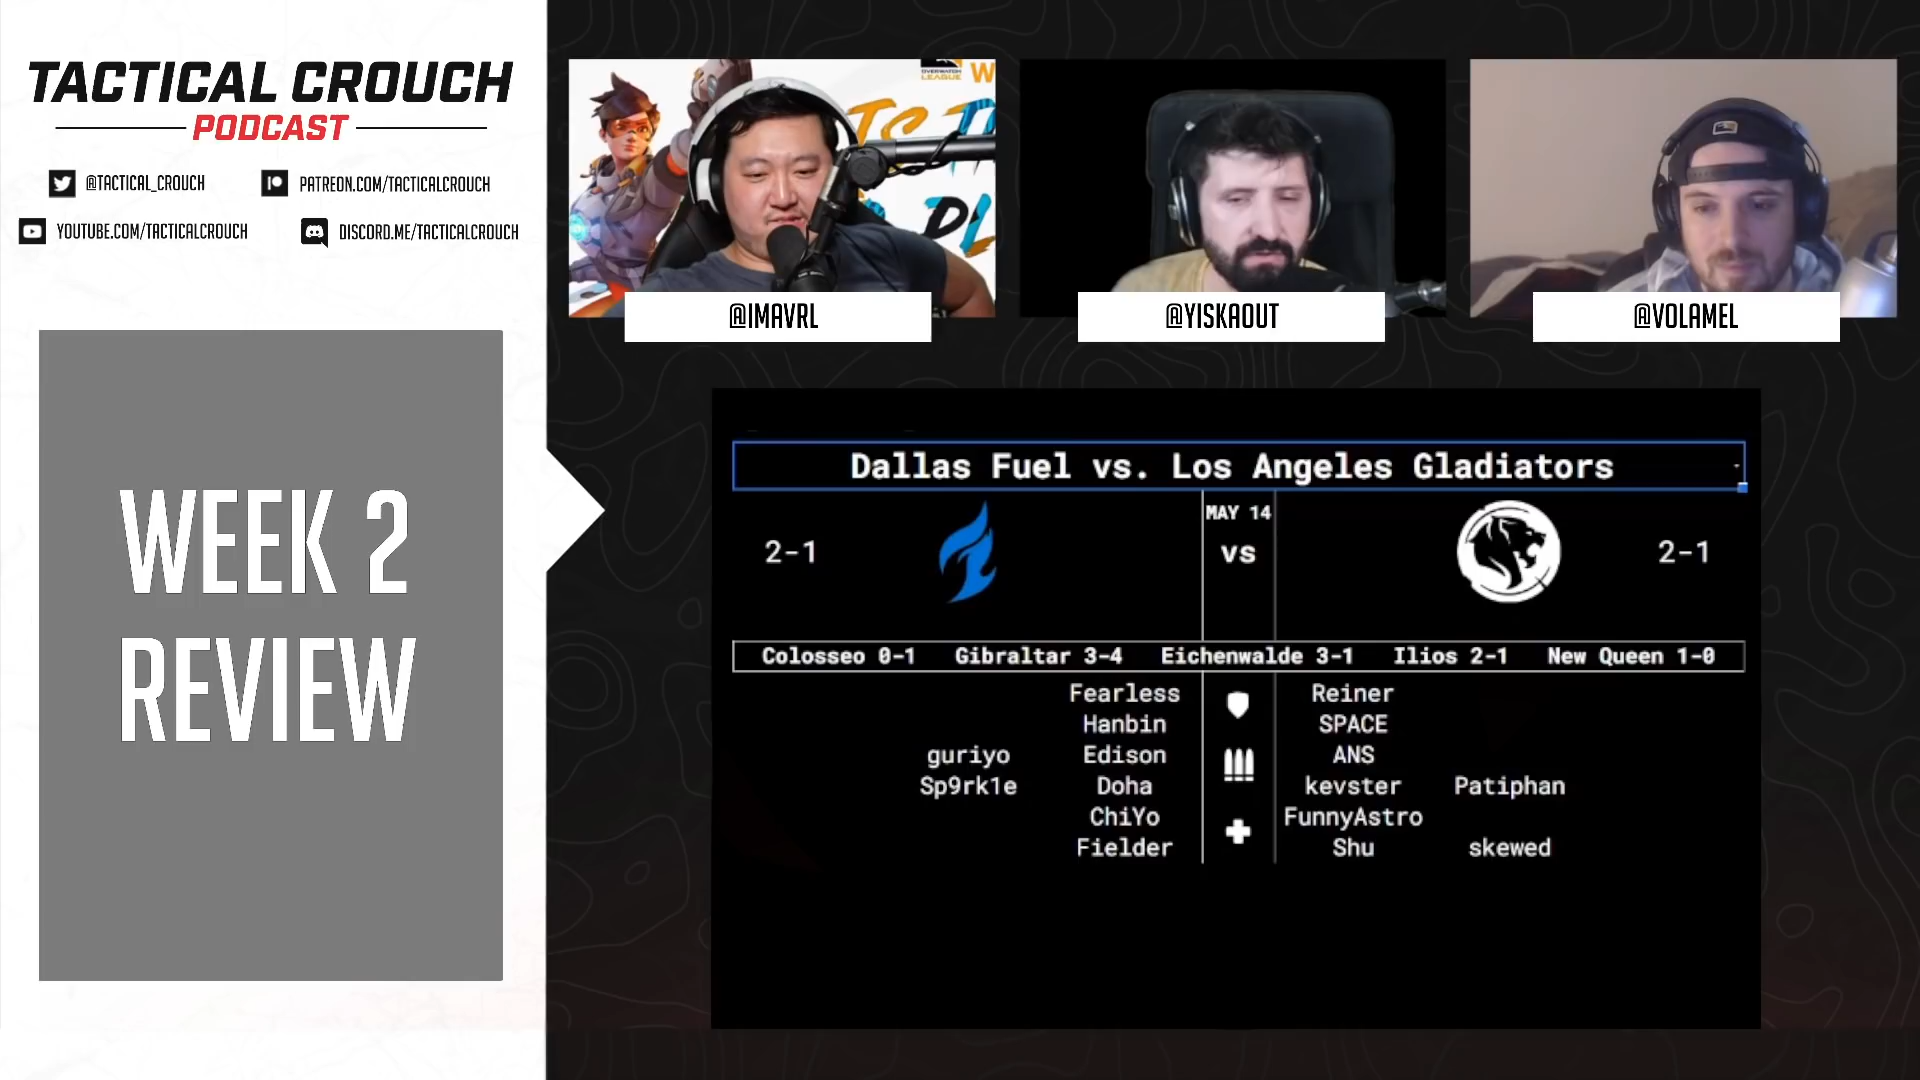 TACTICAL CROUCH
PODCAST
@TACTICAL_CROUCH
PATREON.COM/TACTICALCROUCH
YOUTUBE.COM/TACTICALCROUCH
DISCORD.ME/TACTICALCROUCH
WEEK 2
REVIEW
OVERWATCH
LEAGUE
@IMAVRL
@YISKAOUT
@VOLAMEL
Dallas Fuel vs. Los Angeles Gladiators
2-1
MAY 14
vs
2-1
Colosseo 0-1 Gibraltar 3-4 Eichenwalde 3-1 Ilios 2-1 New Queen 1-0
Fearless Reiner
Hanbin SPACE
guriyo Edison ANS
Sp9rk1e Doha kevster Patiphan
ChiYo FunnyAstro
Fielder Shu skewed